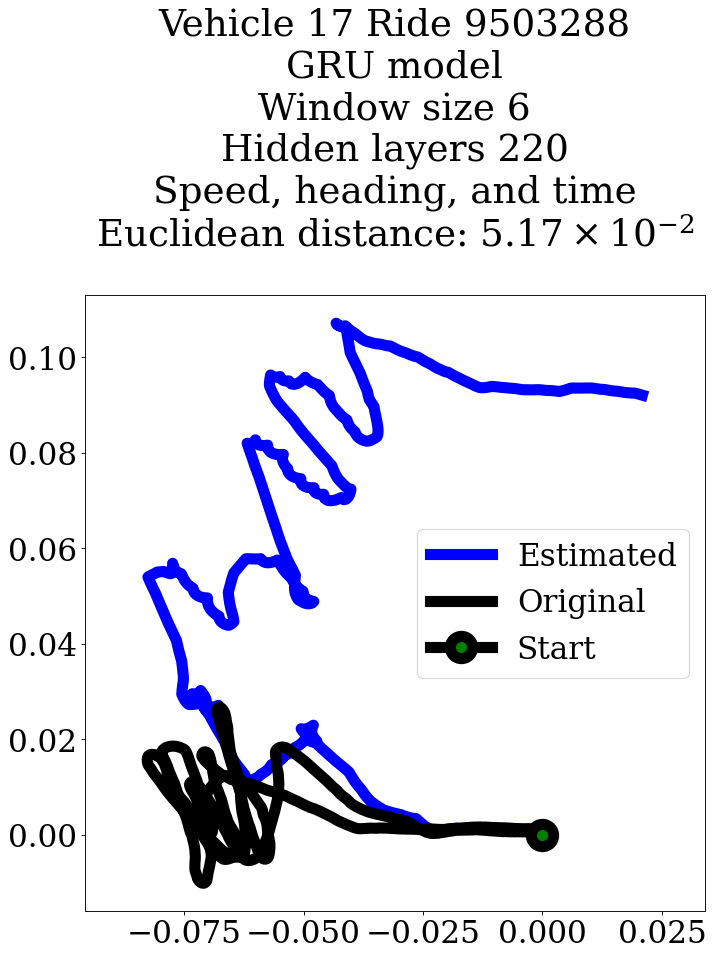 Vehicle 17 Ride 9503288
GRU model
Window size 6
Hidden layers 220
Speed, heading, and time
Euclidean distance: 5.17 × 10⁻²
0.10
0.08
0.06
0.04
0.02
0.00
Estimated
Original
Start
−0.075 −0.050 −0.025 0.000 0.025